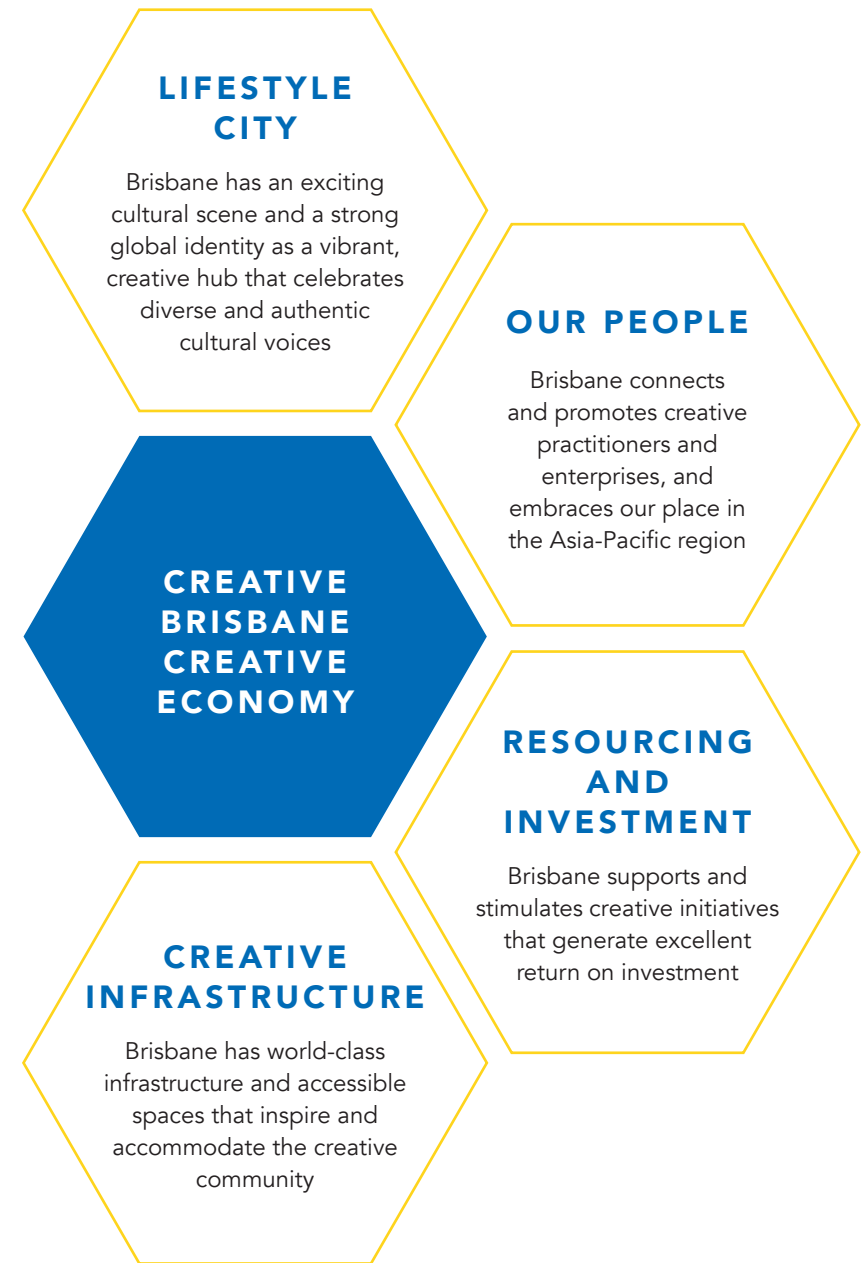 LIFESTYLE
CITY
Brisbane has an exciting
cultural scene and a strong
global identity as a vibrant,
creative hub that celebrates
diverse and authentic
cultural voices
OUR PEOPLE
Brisbane connects
and promotes creative
practitioners and
enterprises, and
embraces our place in
the Asia-Pacific region
CREATIVE
BRISBANE
CREATIVE
ECONOMY
RESOURCING
AND
INVESTMENT
Brisbane supports and
stimulates creative initiatives
that generate excellent
return on investment
CREATIVE
INFRASTRUCTURE
Brisbane has world-class
infrastructure and accessible
spaces that inspire and
accommodate the creative
community